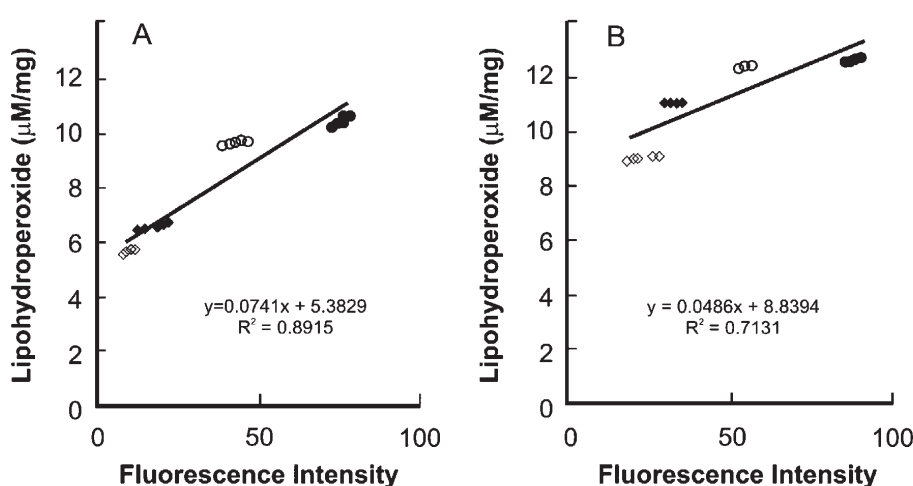 A
Lipohydroperoxide (µM/mg)
12
10
8
6
4
2
0
y=0.0741x + 5.3829
R² = 0.8915
0 50 100
Fluorescence Intensity
B
Lipohydroperoxide (µM/mg)
12
10
8
6
4
2
0
y = 0.0486x + 8.8394
R² = 0.7131
0 50 100
Fluorescence Intensity